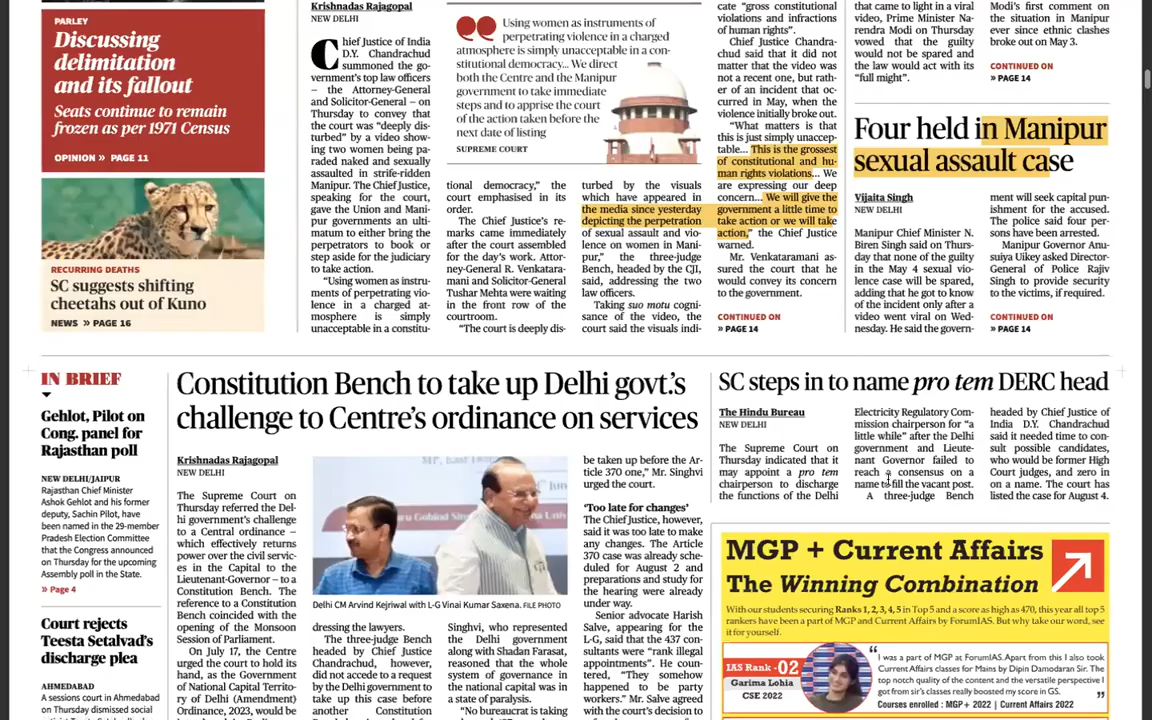 PARLEY
Discussing
delimitation
and its fallout
Seats continue to remain
frozen as per 1971 Census
OPINION » PAGE 11
RECURRING DEATHS
SC suggests shifting
cheetahs out of Kuno
NEWS » PAGE 16
Krishnadas Rajagopal
NEW DELHI
Chief Justice of India
D.Y. Chandrachud
summoned the go-
vernment's top law officers
— the Attorney-General
and Solicitor-General — on
Thursday to convey that
the court was "deeply dis-
turbed" by a video show-
ing two women being pa-
raded naked and sexually
assaulted in strife-ridden
Manipur. The Chief Justice,
speaking for the court,
gave the Union and Mani-
pur governments an ulti-
matum to either bring the
perpetrators to book or
step aside for the judiciary
to take action.
"Using women as instru-
ments of perpetrating vio-
lence in a charged at-
mosphere is simply
unacceptable in a constitu-
Using women as instruments of
perpetrating violence in a charged
atmosphere is simply unacceptable in a con-
stitutional democracy... We direct
both the Centre and the Manipur
government to take immediate
steps and to apprise the court
of the action taken before the
next date of listing
SUPREME COURT
tional democracy," the
court emphasised in its
order.
The Chief Justice's re-
marks came immediately
after the court assembled
for the day's work. Attor-
ney-General R. Venkatara-
mani and Solicitor-General
Tushar Mehta were waiting
in the front row of the
courtroom.
"The court is deeply dis-
turbed by the visuals
which have appeared in
the media since yesterday
depicting the perpetration
of sexual assault and vio-
lence on women in Mani-
pur," the three-judge
Bench, headed by the CJI,
said, addressing the two
law officers.
Taking suo motu cogni-
sance of the video, the
court said the visuals indi-
cate "gross constitutional
violations and infractions
of human rights".
Chief Justice Chandra-
chud said that it did not
matter that the video was
not a recent one, but rath-
er of an incident that oc-
curred in May, when the
violence initially broke out.
"What matters is that
this is just simply unaccep-
table... This is the grossest
of constitutional and hu-
man rights violations... We
are expressing our deep
concern... We will give the
government a little time to
take action or we will take
action," the Chief Justice
warned.
Mr. Venkataramani as-
sured the court that he
would convey its concern
to the government.
CONTINUED ON
» PAGE 14
that came to light in a viral
video, Prime Minister Na-
rendra Modi on Thursday
vowed that the guilty
would not be spared and
the law would act with its
"full might".
Modi's first comment on
the situation in Manipur
ever since ethnic clashes
broke out on May 3.
CONTINUED ON
» PAGE 14
Four held in Manipur
sexual assault case
Vijaita Singh
NEW DELHI
Manipur Chief Minister N.
Biren Singh said on Thurs-
day that none of the guilty
in the May 4 sexual vio-
lence case will be spared,
adding that he got to know
of the incident only after a
video went viral on Wed-
nesday. He said the govern-
ment will seek capital pun-
ishment for the accused.
The police said four per-
sons have been arrested.
Manipur Governor Anu-
suiya Uikey asked Director-
General of Police Rajiv
Singh to provide security
to the victims, if required.
CONTINUED ON
» PAGE 14
IN BRIEF
Gehlot, Pilot on
Cong. panel for
Rajasthan poll
NEW DELHI/JAIPUR
Rajasthan Chief Minister
Ashok Gehlot and his former
deputy, Sachin Pilot, have
been named in the 29-member
Pradesh Election Committee
that the Congress announced
on Thursday for the upcoming
Assembly poll in the State.
» Page 4
Court rejects
Teesta Setalvad's
discharge plea
AHMEDABAD
A sessions court in Ahmedabad
on Thursday dismissed social
Constitution Bench to take up Delhi govt.'s
challenge to Centre's ordinance on services
Krishnadas Rajagopal
NEW DELHI
The Supreme Court on
Thursday referred the Del-
hi government's challenge
to a Central ordinance —
which effectively returns
power over the civil servic-
es in the Capital to the
Lieutenant-Governor – to a
Constitution Bench. The
reference to a Constitution
Bench coincided with the
opening of the Monsoon
Session of Parliament.
On July 17, the Centre
urged the court to hold its
hand, as the Government
of National Capital Territo-
ry of Delhi (Amendment)
Ordinance, 2023, would be
Delhi CM Arvind Kejriwal with L-G Vinai Kumar Saxena. FILE PHOTO
dressing the lawyers.
The three-judge Bench
headed by Chief Justice
Chandrachud, however,
did not accede to a request
by the Delhi government to
take up this case before
another Constitution
Singhvi, who represented
the Delhi government
along with Shadan Farasat,
reasoned that the whole
system of governance in
the national capital was in
a state of paralysis.
"No bureaucrat is taking
be taken up before the Ar-
ticle 370 one," Mr. Singhvi
urged the court.
'Too late for changes'
The Chief Justice, however,
said it was too late to make
any changes. The Article
370 case was already sche-
duled for August 2 and
preparations and study for
the hearing were already
under way.
Senior advocate Harish
Salve, appearing for the
L-G, said that the 437 con-
sultants were "rank illegal
appointments". He coun-
tered, "They somehow
happened to be party
workers." Mr. Salve agreed
with the court's decision to
SC steps in to name pro tem DERC head
The Hindu Bureau
NEW DELHI
The Supreme Court on
Thursday indicated that it
may appoint a pro tem
chairperson to discharge
the functions of the Delhi
Electricity Regulatory Com-
mission chairperson for "a
little while" after the Delhi
government and Lieute-
nant Governor failed to
reach a consensus on a
name to fill the vacant post.
A three-judge Bench
headed by Chief Justice of
India D.Y. Chandrachud
said it needed time to con-
sult possible candidates,
who would be former High
Court judges, and zero in
on a name. The court has
listed the case for August 4.
MGP + Current Affairs
The Winning Combination
With our students securing Ranks 1, 2, 3, 4, 5 in Top 5 and a score as high as 470, this year all top 5
rankers have been a part of MGP and Current Affairs by ForumIAS. But why take our word, see
it for yourself.
IAS Rank -02
Garima Lohia
CSE 2022
"I was a part of MGP at ForumIAS. Apart from this I also took
Current Affairs classes for Mains by Dipin Damodaran Sir. The
top notch quality of the content and the versatile perspective I
got from sir's classes really boosted my score in GS."
Courses enrolled : MGP+ 2022 | Current Affairs 2022